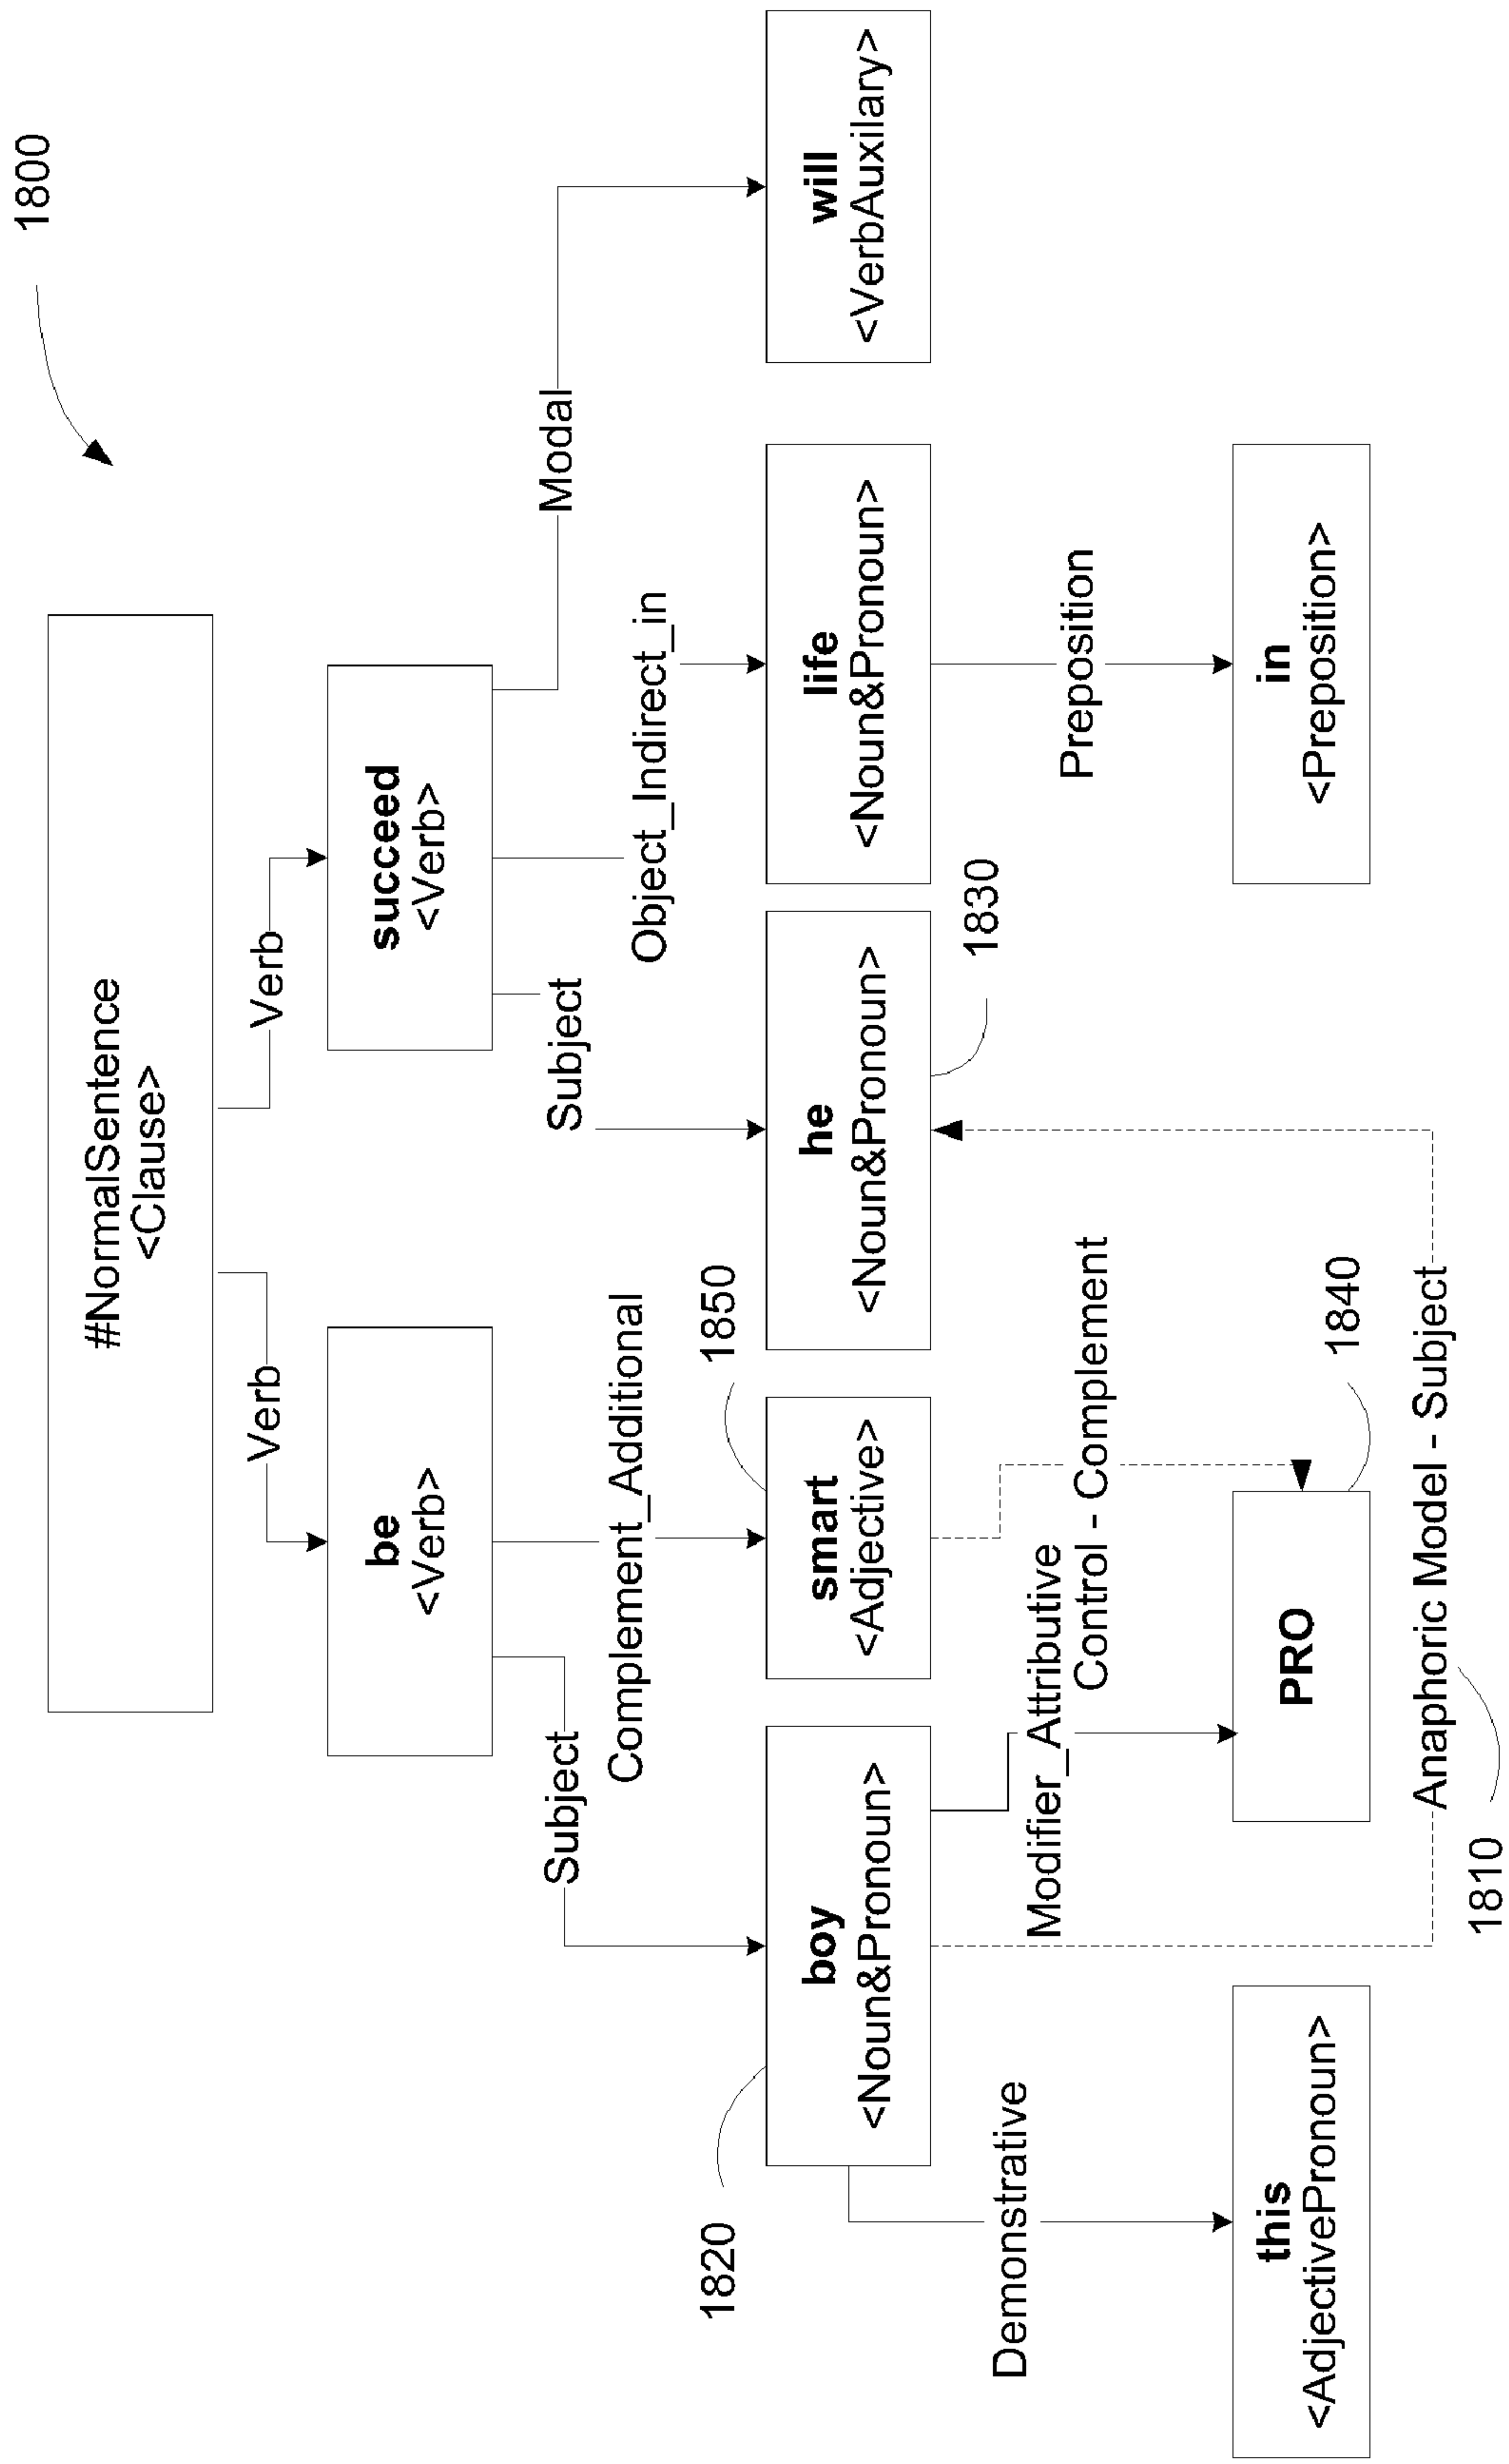 1800
#NormalSentence
<Clause>
Verb
Verb
be
<Verb>
succeed
<Verb>
Subject
Complement_Additional
Subject
Object_Indirect_in
Modal
1820
1850
boy
<Noun&Pronoun>
smart
<Adjective>
he
<Noun&Pronoun>
life
<Noun&Pronoun>
will
<VerbAuxilary>
1830
Demonstrative
Modifier_Attributive
Control - Complement
Preposition
this
<AdjectivePronoun>
PRO
1840
in
<Preposition>
Anaphoric Model - Subject
1810